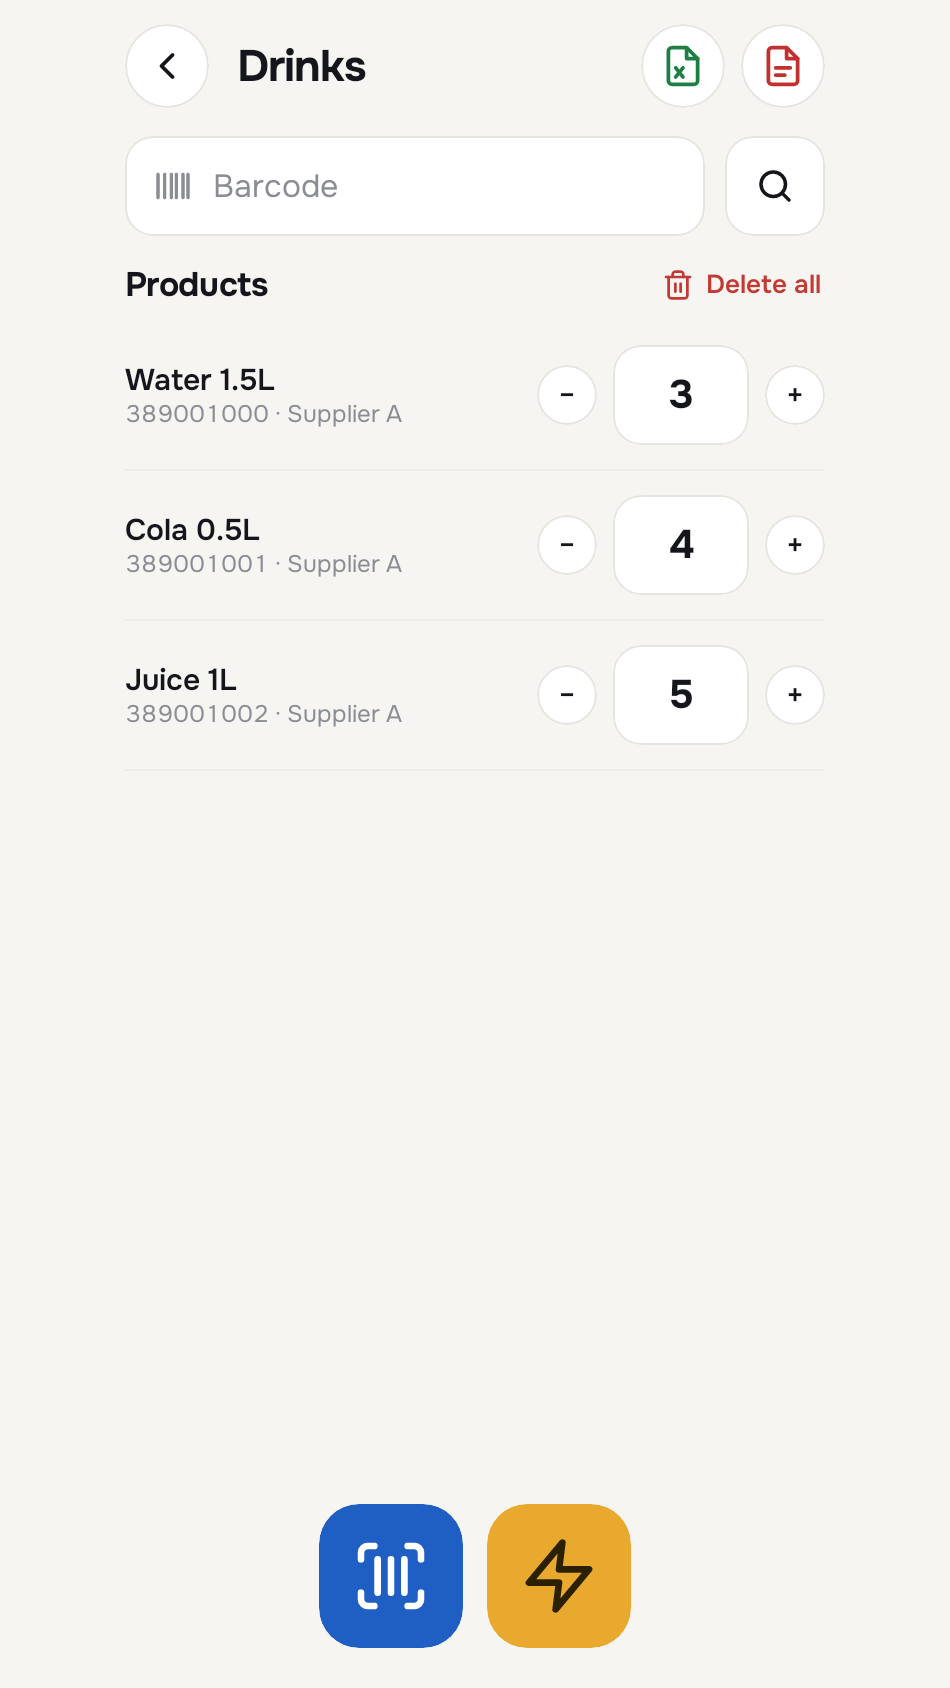 Drinks
Barcode
Products
Delete all
Water 1.5L
389001000 · Supplier A
− 3 +
Cola 0.5L
389001001 · Supplier A
− 4 +
Juice 1L
389001002 · Supplier A
− 5 +